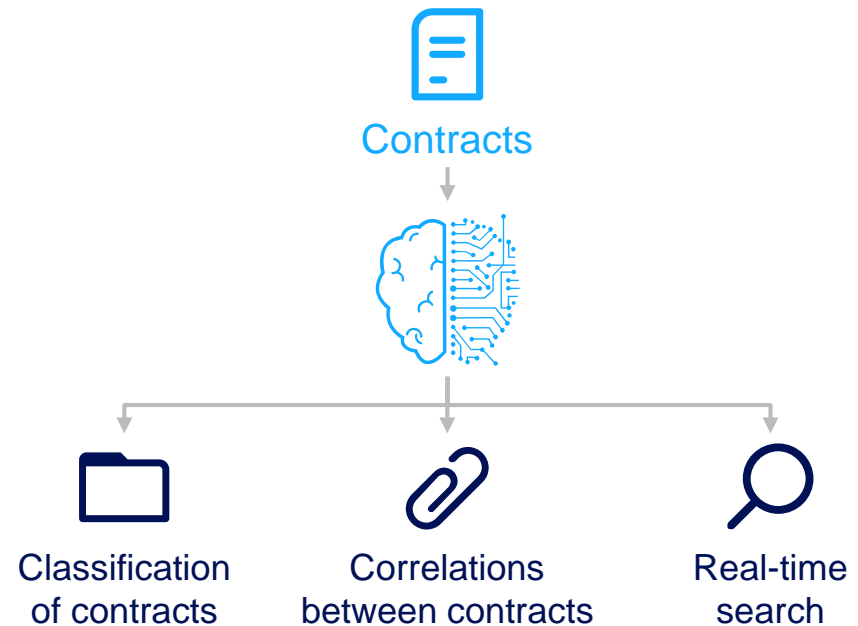 Contracts
Classification
of contracts
Correlations
between contracts
Real-time
search